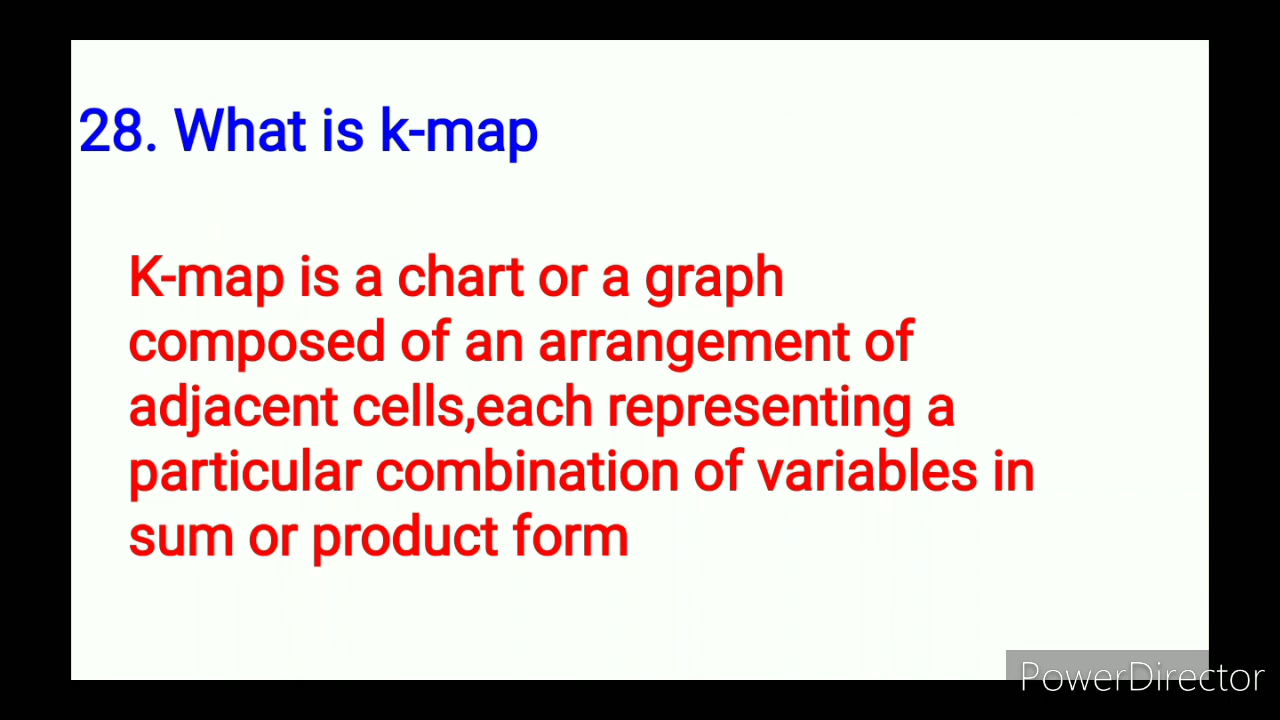 28. What is k-map
K-map is a chart or a graph
composed of an arrangement of
adjacent cells,each representing a
particular combination of variables in
sum or product form
PowerDirector